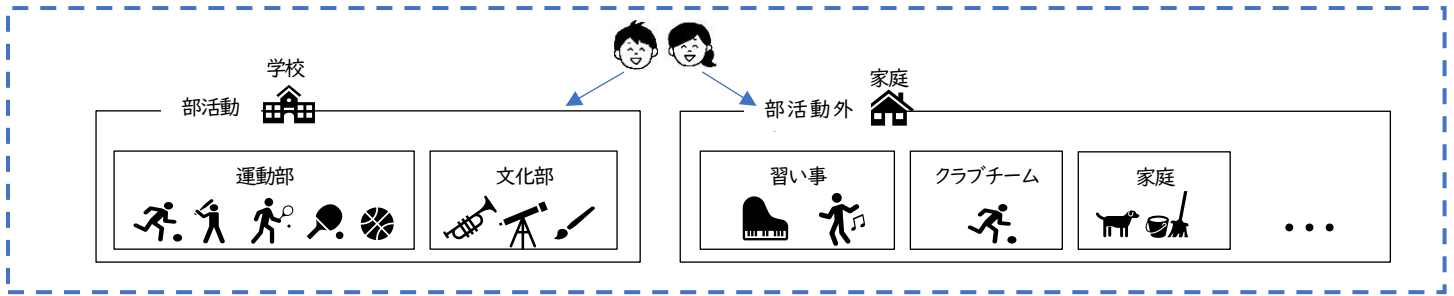 学校
部活動
運動部
文化部
家庭
部活動外
習い事
クラブチーム
家庭
・・・